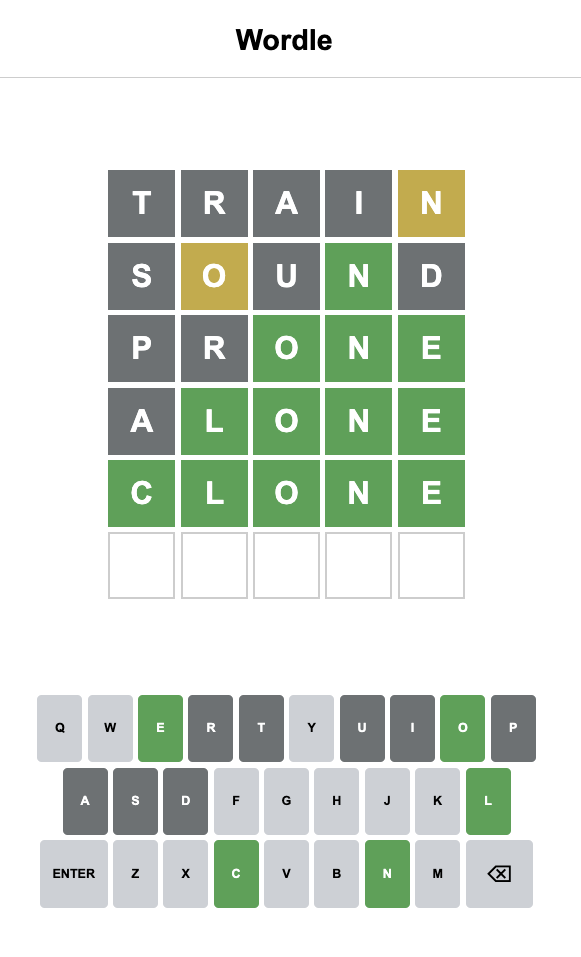 Wordle
T R A I N
S O U N D
P R O N E
A L O N E
C L O N E
Q W E R T Y U I O P
A S D F G H J K L
ENTER Z X C V B N M